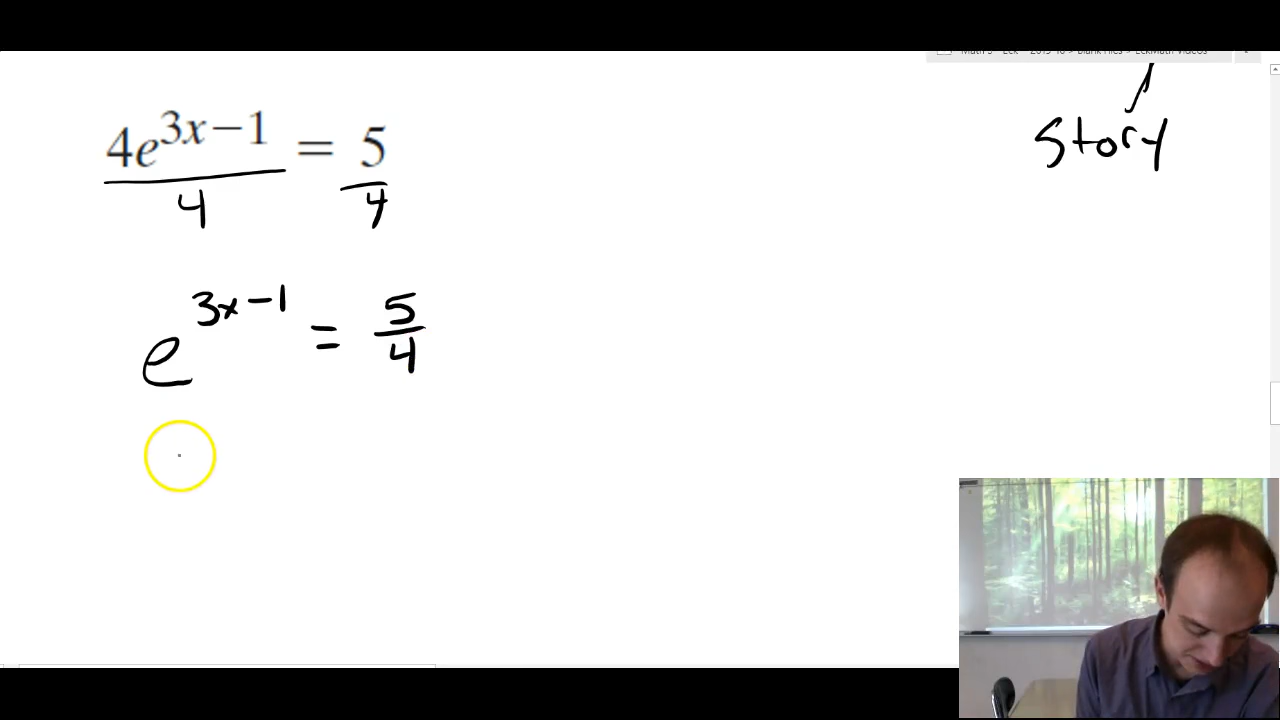 Story
4e^{3x−1} = 5
4 4
e^{3x−1} = 5/4